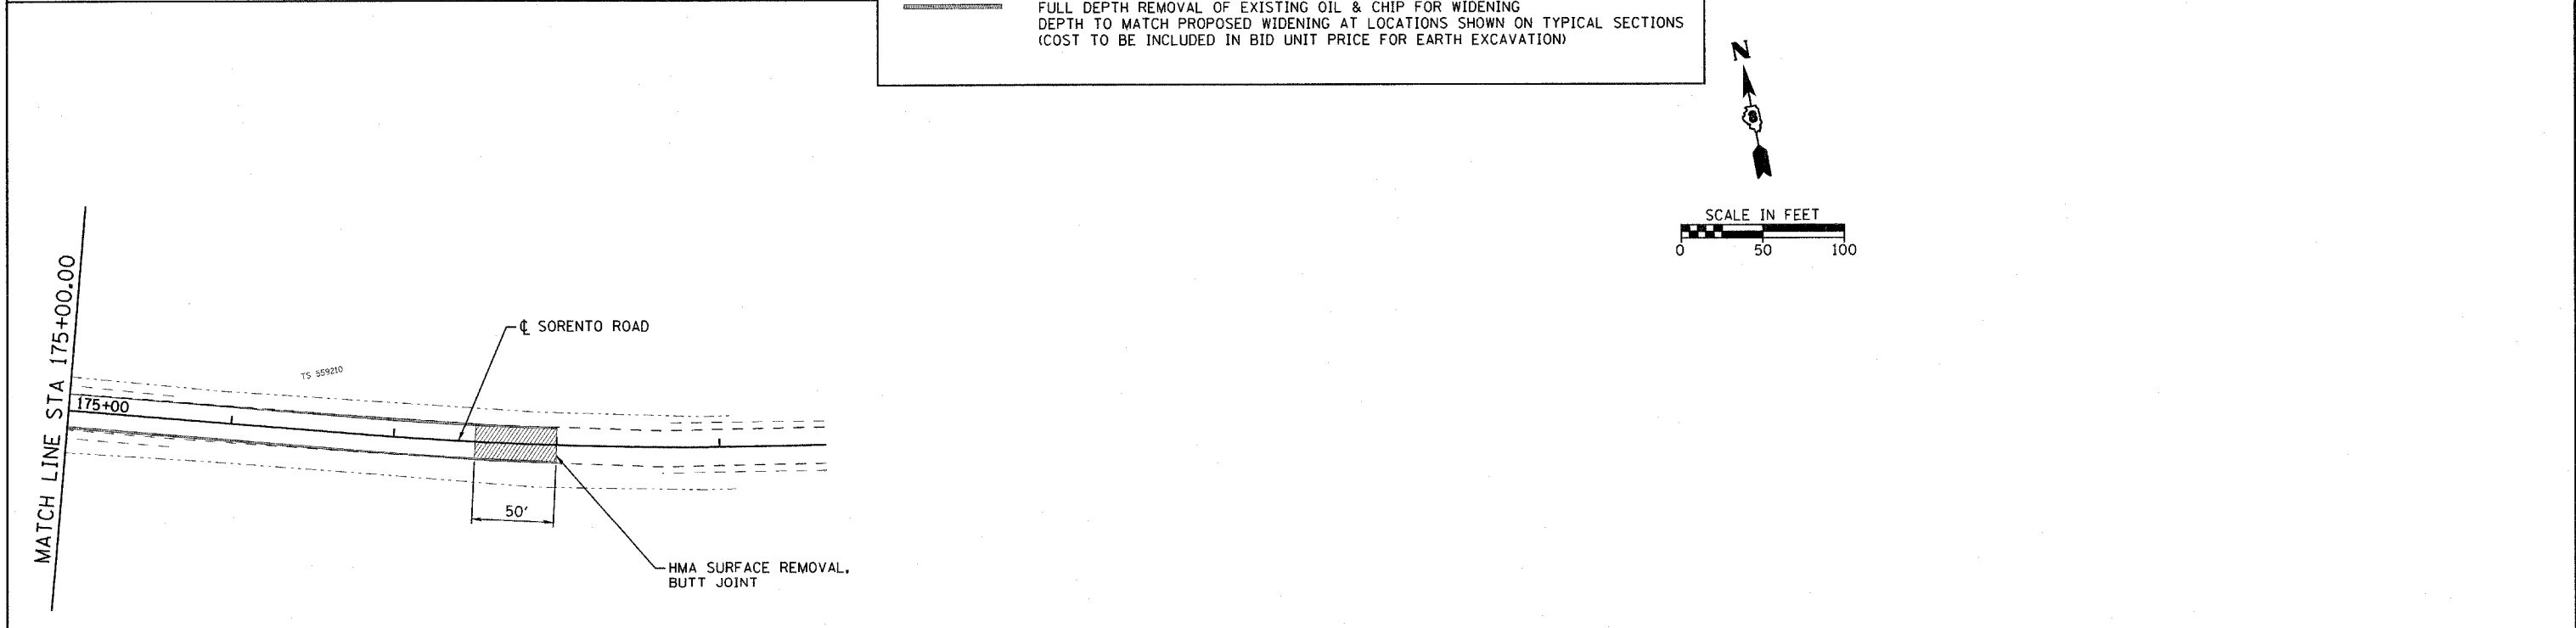 FULL DEPTH REMOVAL OF EXISTING OIL & CHIP FOR WIDENING
DEPTH TO MATCH PROPOSED WIDENING AT LOCATIONS SHOWN ON TYPICAL SECTIONS
(COST TO BE INCLUDED IN BID UNIT PRICE FOR EARTH EXCAVATION)
N
SCALE IN FEET
0 50 100
MATCH LINE STA 175+00.00
℄ SORENTO ROAD
TS 559210
175+00
50'
HMA SURFACE REMOVAL,
BUTT JOINT